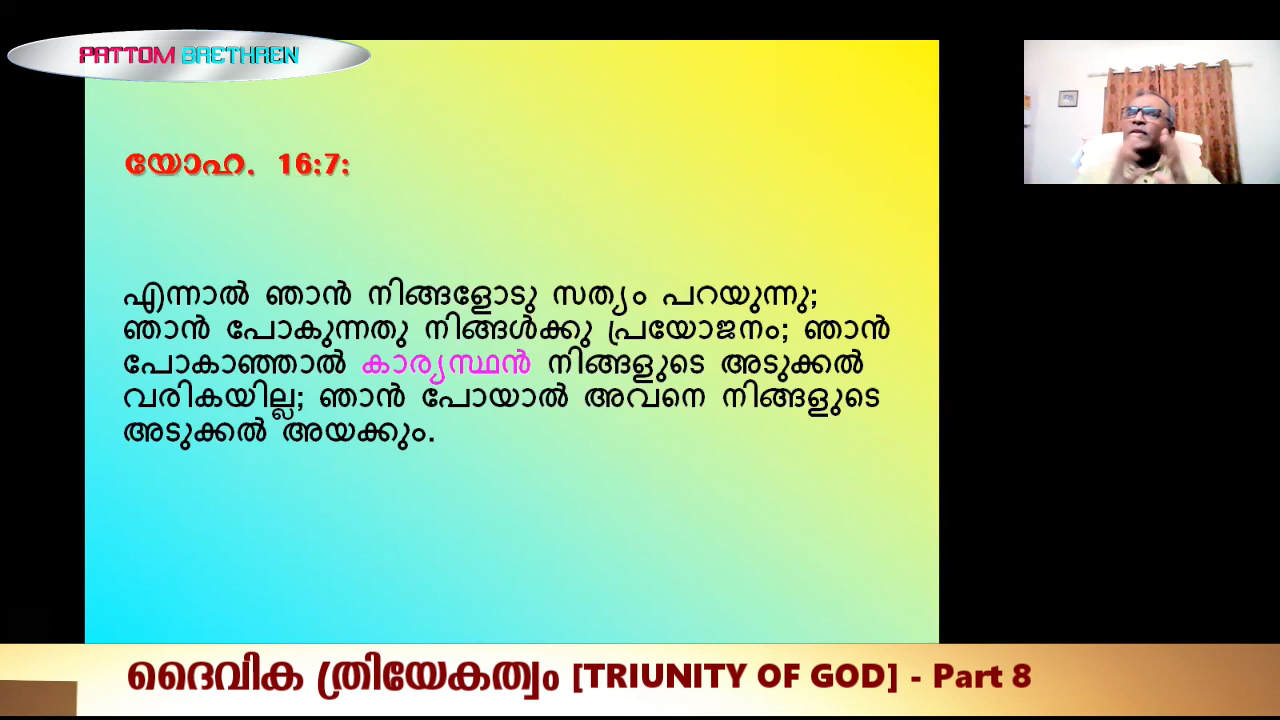 PATTOM BRETHREN
യോഹ. 16:7:
എന്നാൽ ഞാൻ നിങ്ങളോടു സത്യം പറയുന്നു;
ഞാൻ പോകുന്നതു നിങ്ങൾക്കു പ്രയോജനം; ഞാൻ
പോകാഞ്ഞാൽ കാര്യസ്ഥൻ നിങ്ങളുടെ അടുക്കൽ
വരികയില്ല; ഞാൻ പോയാൽ അവനെ നിങ്ങളുടെ
അടുക്കൽ അയക്കും.
ദൈവിക ത്രിയേകത്വം [TRIUNITY OF GOD] - Part 8